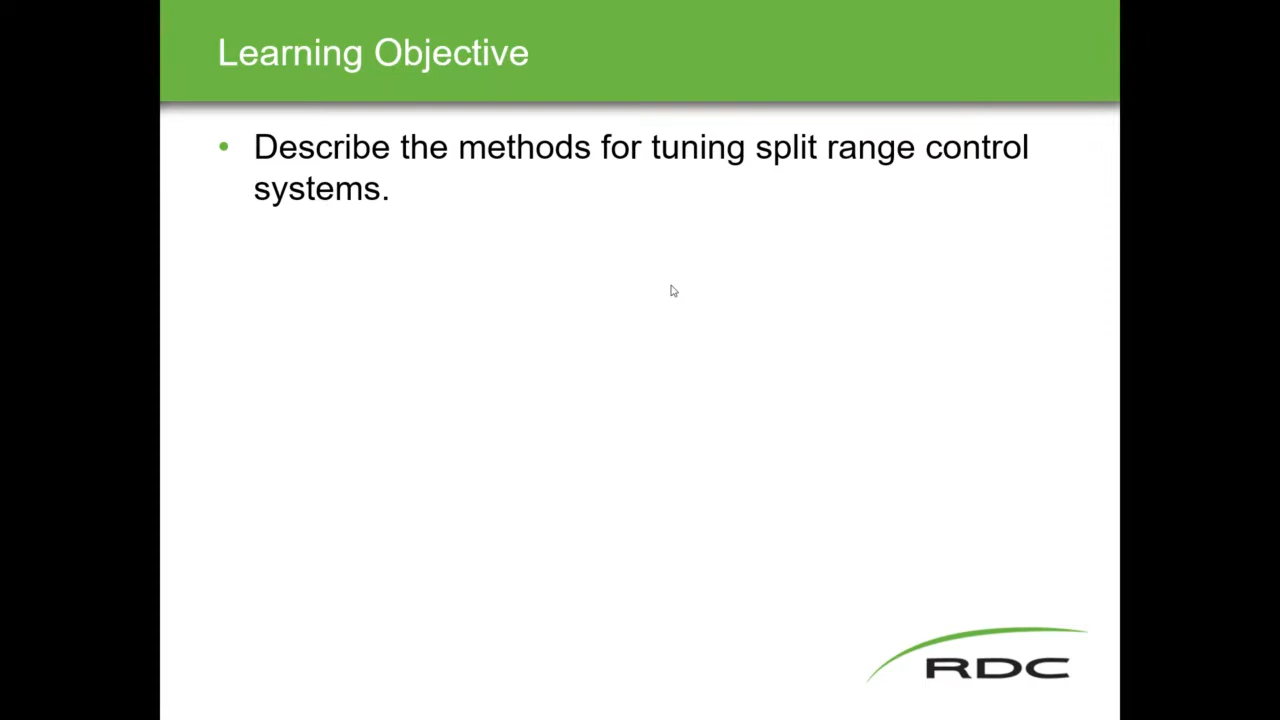 Learning Objective
• Describe the methods for tuning split range control
systems.
RDC